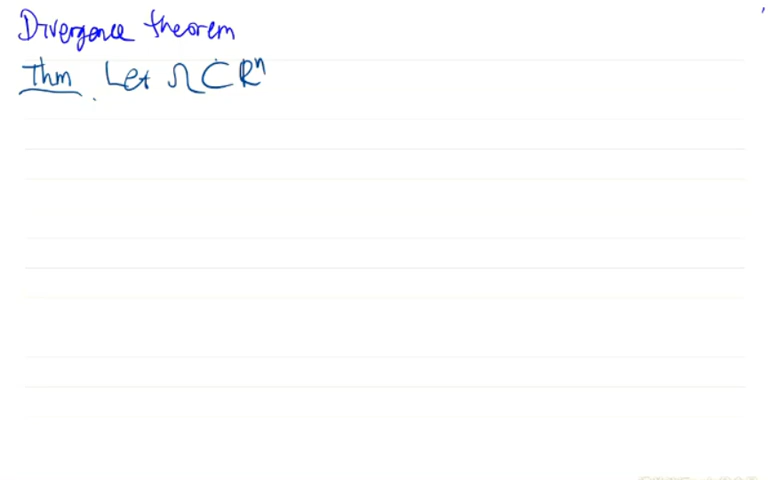 Divergence theorem
Thm. Let Ω ⊂ ℝⁿ